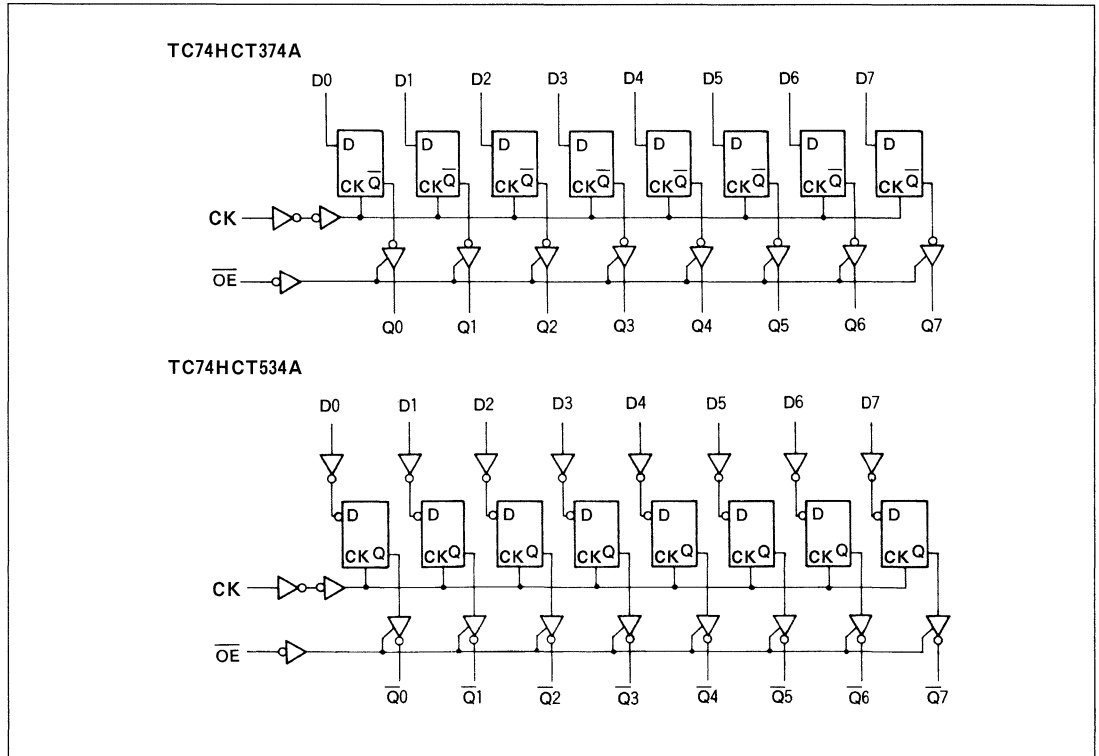 TC74HCT374A
D0 D1 D2 D3 D4 D5 D6 D7
D D D D D D D D
CK Q̅ CK Q̅ CK Q̅ CK Q̅ CK Q̅ CK Q̅ CK Q̅ CK Q̅
CK
O̅E̅
Q0 Q1 Q2 Q3 Q4 Q5 Q6 Q7
TC74HCT534A
D0 D1 D2 D3 D4 D5 D6 D7
D D D D D D D D
CK Q CK Q CK Q CK Q CK Q CK Q CK Q CK Q
CK
O̅E̅
Q̅0 Q̅1 Q̅2 Q̅3 Q̅4 Q̅5 Q̅6 Q̅7